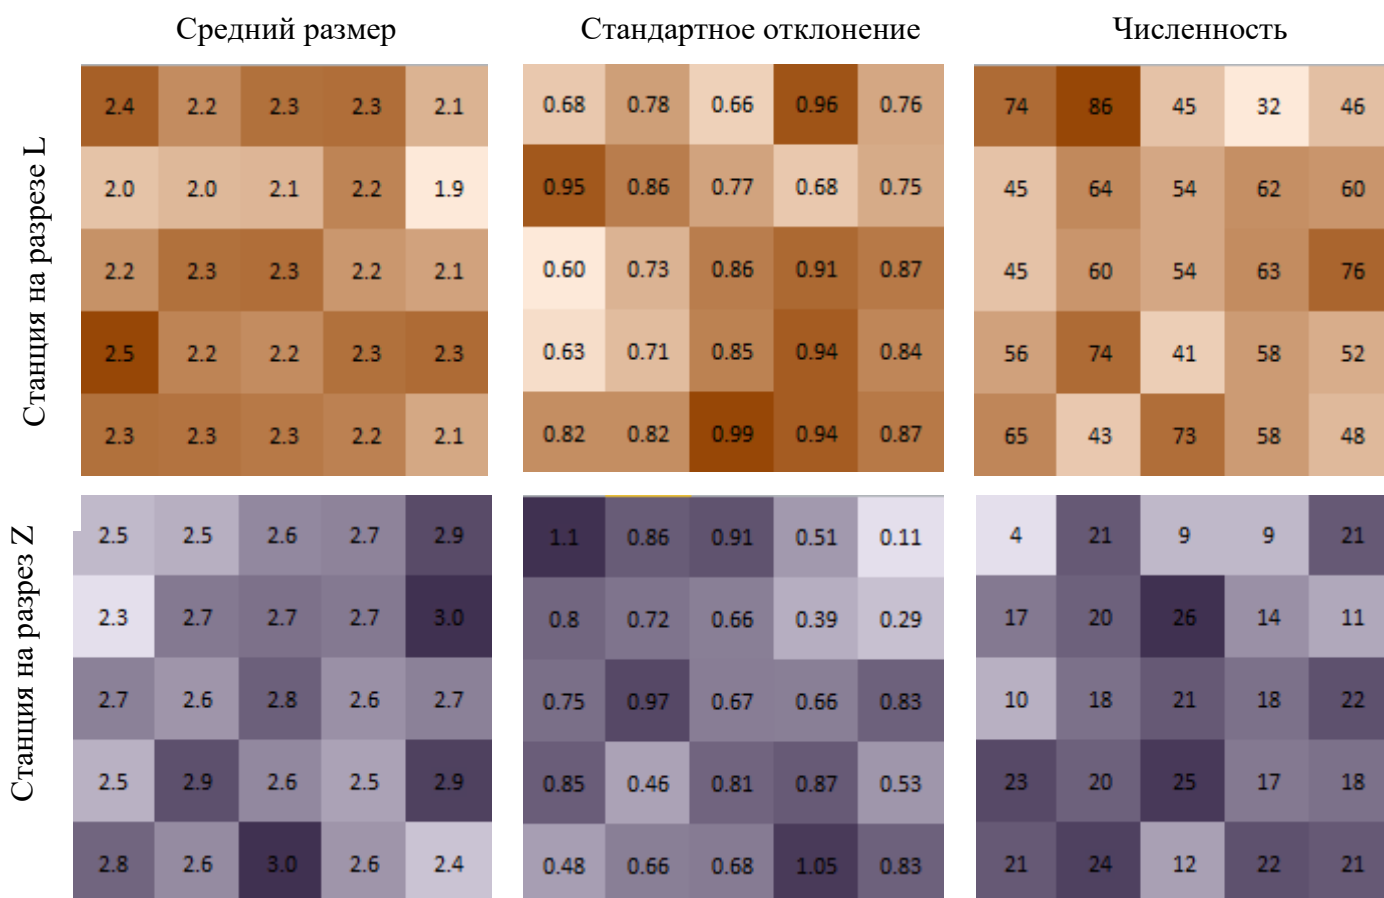 Средний размер Стандартное отклонение Численность
Станция на разрезе L
2.4 2.2 2.3 2.3 2.1 0.68 0.78 0.66 0.96 0.76 74 86 45 32 46
2.0 2.0 2.1 2.2 1.9 0.95 0.86 0.77 0.68 0.75 45 64 54 62 60
2.2 2.3 2.3 2.2 2.1 0.60 0.73 0.86 0.91 0.87 45 60 54 63 76
2.5 2.2 2.2 2.3 2.3 0.63 0.71 0.85 0.94 0.84 56 74 41 58 52
2.3 2.3 2.3 2.2 2.1 0.82 0.82 0.99 0.94 0.87 65 43 73 58 48
Станция на разрез Z
2.5 2.5 2.6 2.7 2.9 1.1 0.86 0.91 0.51 0.11 4 21 9 9 21
2.3 2.7 2.7 2.7 3.0 0.8 0.72 0.66 0.39 0.29 17 20 26 14 11
2.7 2.6 2.8 2.6 2.7 0.75 0.97 0.67 0.66 0.83 10 18 21 18 22
2.5 2.9 2.6 2.5 2.9 0.85 0.46 0.81 0.87 0.53 23 20 25 17 18
2.8 2.6 3.0 2.6 2.4 0.48 0.66 0.68 1.05 0.83 21 24 12 22 21